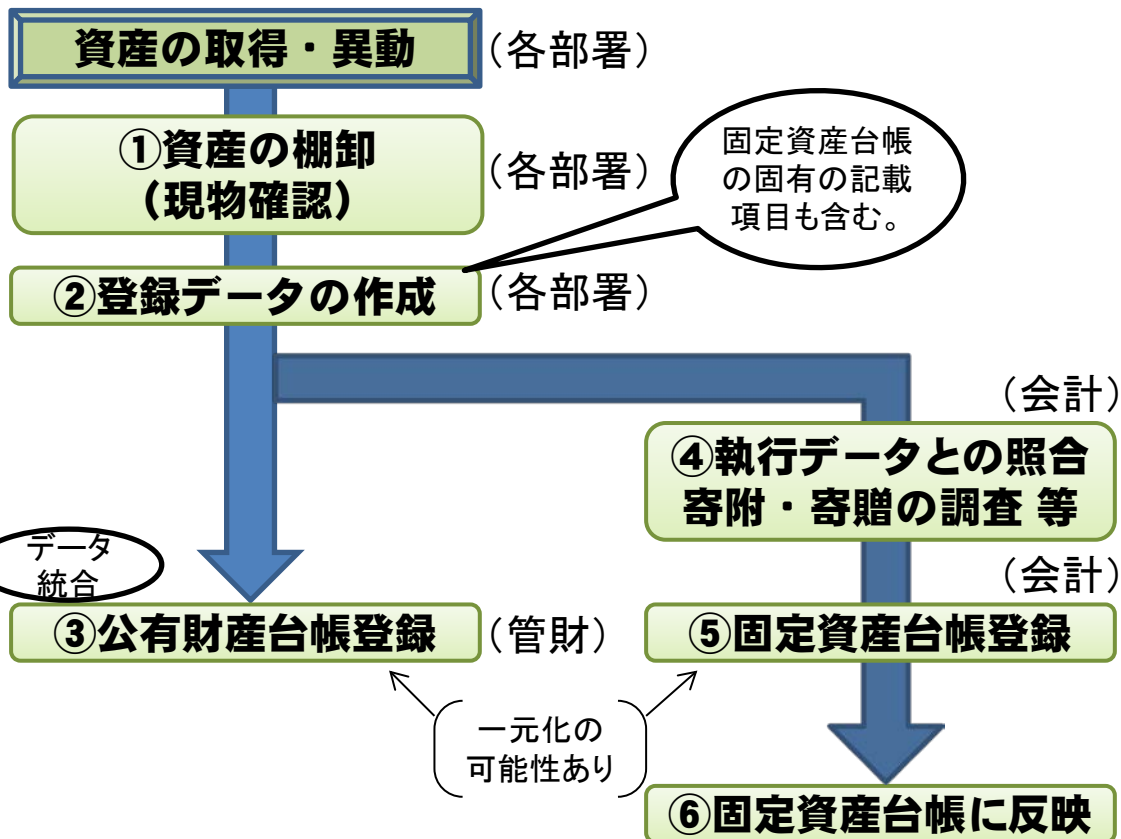 資産の取得・異動
（各部署）
①資産の棚卸
（現物確認）
（各部署）
固定資産台帳
の固有の記載
項目も含む。
②登録データの作成
（各部署）
（会計）
④執行データとの照合
寄附・寄贈の調査 等
データ
統合
（会計）
③公有財産台帳登録
（管財）
⑤固定資産台帳登録
一元化の
可能性あり
⑥固定資産台帳に反映